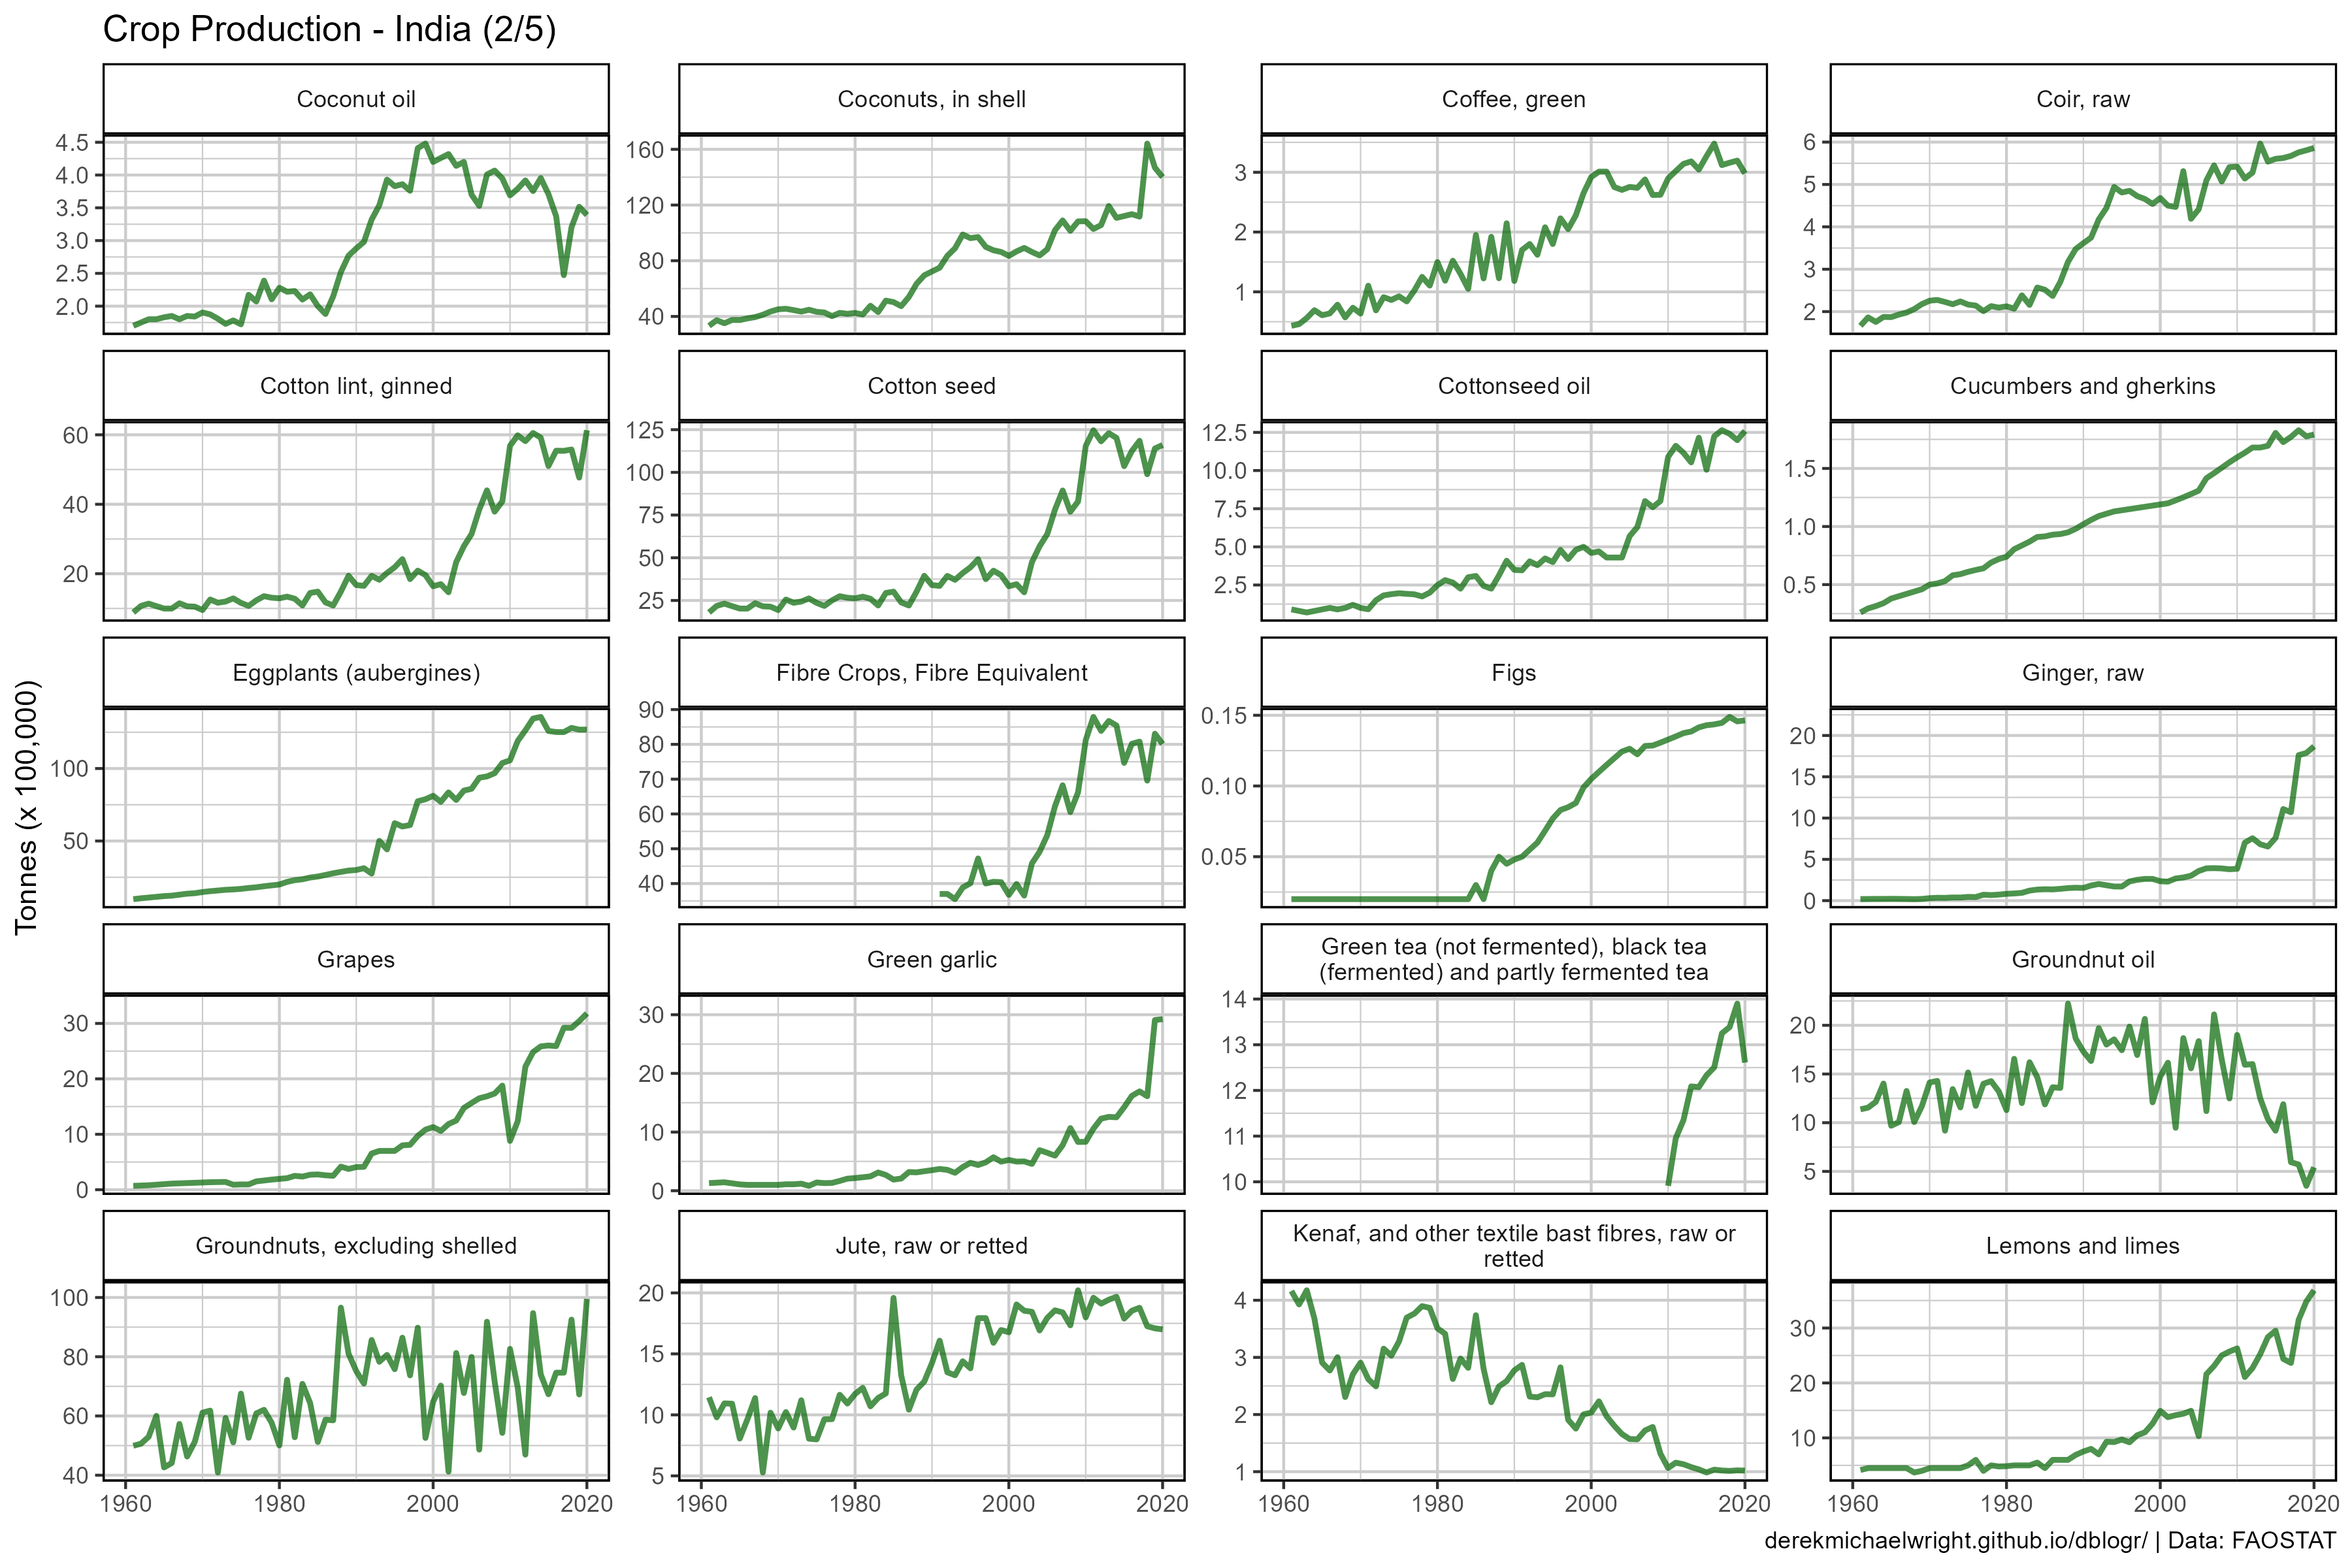 Crop Production - India (2/5)
Tonnes (x 100,000)
Coconut oil
4.5
4.0
3.5
3.0
2.5
2.0
Coconuts, in shell
160
120
80
40
Coffee, green
3
2
1
Coir, raw
6
5
4
3
2
Cotton lint, ginned
60
40
20
Cotton seed
125
100
75
50
25
Cottonseed oil
12.5
10.0
7.5
5.0
2.5
Cucumbers and gherkins
1.5
1.0
0.5
Eggplants (aubergines)
100
50
Fibre Crops, Fibre Equivalent
90
80
70
60
50
40
Figs
0.15
0.10
0.05
Ginger, raw
20
15
10
5
0
Grapes
30
20
10
0
Green garlic
30
20
10
0
Green tea (not fermented), black tea
(fermented) and partly fermented tea
14
13
12
11
10
Groundnut oil
20
15
10
5
Groundnuts, excluding shelled
100
80
60
40
1960 1980 2000 2020
Jute, raw or retted
20
15
10
5
1960 1980 2000 2020
Kenaf, and other textile bast fibres, raw or
retted
4
3
2
1
1960 1980 2000 2020
Lemons and limes
30
20
10
1960 1980 2000 2020
derekmichaelwright.github.io/dblogr/ | Data: FAOSTAT